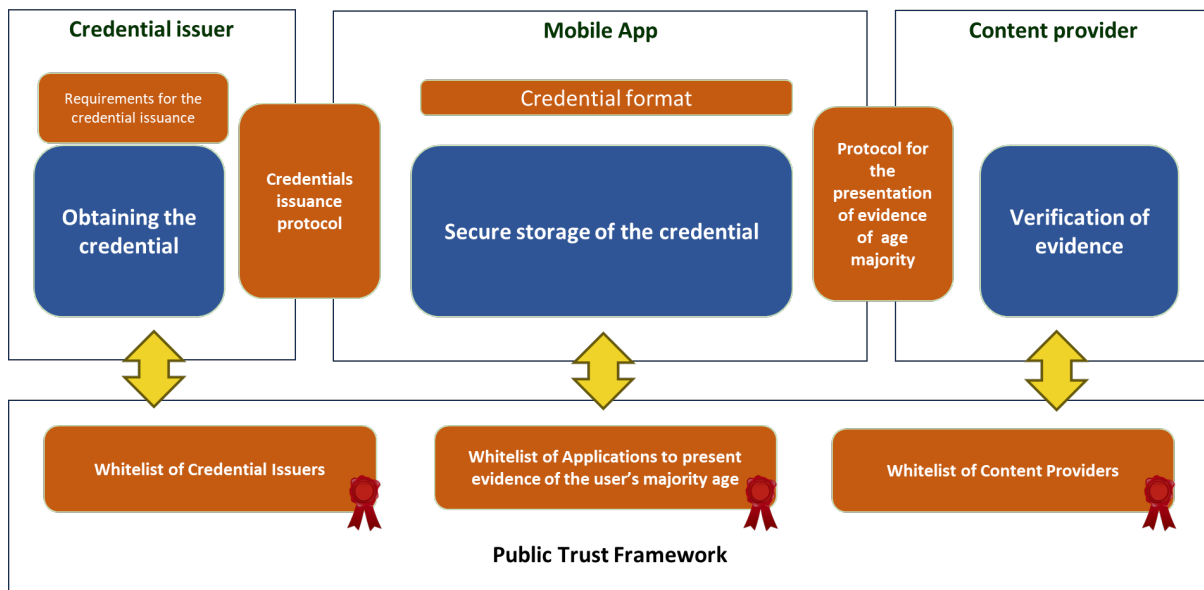 Credential issuer
Requirements for the
credential issuance
Obtaining the
credential
Credentials
issuance
protocol
Mobile App
Credential format
Secure storage of the credential
Protocol for
the
presentation
of evidence
of age
majority
Content provider
Verification of
evidence
Whitelist of Credential Issuers
Whitelist of Applications to present
evidence of the user’s majority age
Whitelist of Content Providers
Public Trust Framework